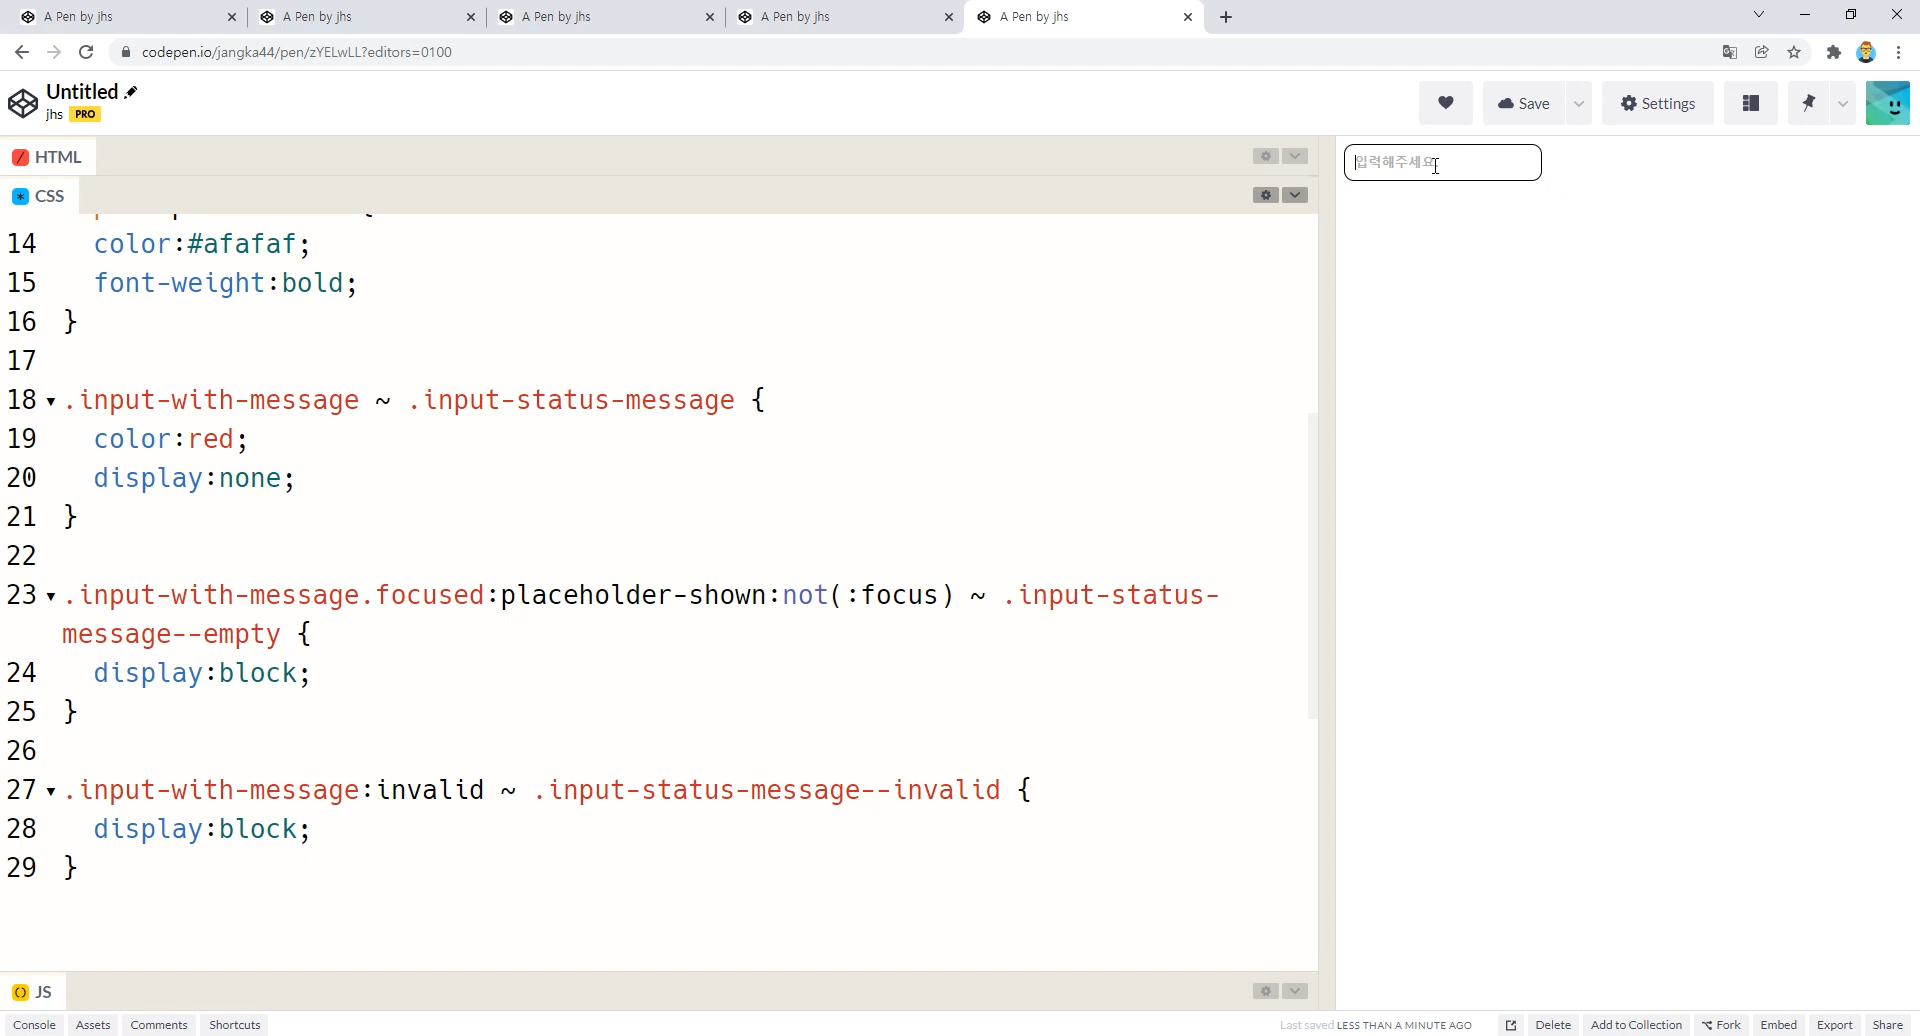 A Pen by jhs
A Pen by jhs
A Pen by jhs
A Pen by jhs
A Pen by jhs
codepen.io/jangka44/pen/zYELwLL?editors=0100
Untitled
jhs PRO
Save
Settings
HTML
CSS
14 color:#afafaf;
15 font-weight:bold;
16 }
17
18 .input-with-message ~ .input-status-message {
19 color:red;
20 display:none;
21 }
22
23 .input-with-message.focused:placeholder-shown:not(:focus) ~ .input-status-
message--empty {
24 display:block;
25 }
26
27 .input-with-message:invalid ~ .input-status-message--invalid {
28 display:block;
29 }
입력해주세요
JS
Console Assets Comments Shortcuts
Last saved LESS THAN A MINUTE AGO Delete Add to Collection Fork Embed Export Share